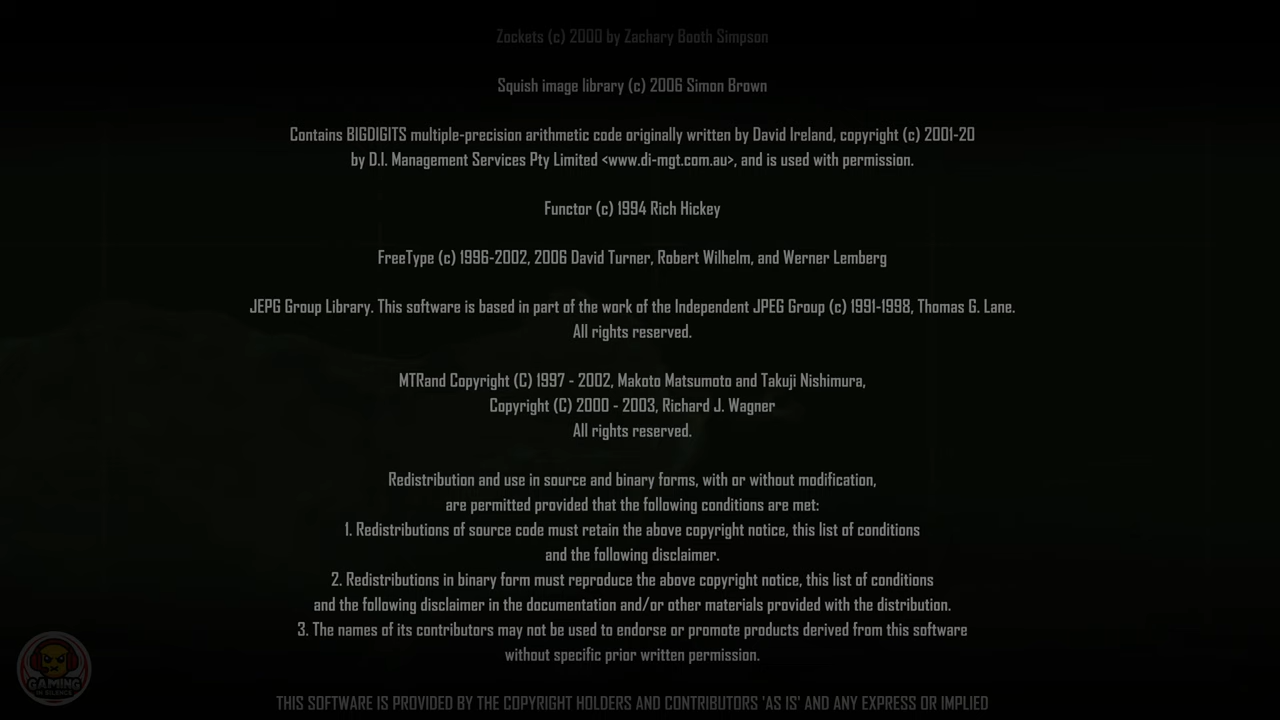 Zockets (c) 2000 by Zachary Booth Simpson
Squish image library (c) 2006 Simon Brown
Contains BIGDIGITS multiple-precision arithmetic code originally written by David Ireland, copyright (c) 2001-20
by D.I. Management Services Pty Limited <www.di-mgt.com.au>, and is used with permission.
Functor (c) 1994 Rich Hickey
FreeType (c) 1996-2002, 2006 David Turner, Robert Wilhelm, and Werner Lemberg
JEPG Group Library. This software is based in part of the work of the Independent JPEG Group (c) 1991-1998, Thomas G. Lane.
All rights reserved.
MTRand Copyright (C) 1997 - 2002, Makoto Matsumoto and Takuji Nishimura,
Copyright (C) 2000 - 2003, Richard J. Wagner
All rights reserved.
Redistribution and use in source and binary forms, with or without modification,
are permitted provided that the following conditions are met:
1. Redistributions of source code must retain the above copyright notice, this list of conditions
and the following disclaimer.
2. Redistributions in binary form must reproduce the above copyright notice, this list of conditions
and the following disclaimer in the documentation and/or other materials provided with the distribution.
3. The names of its contributors may not be used to endorse or promote products derived from this software
without specific prior written permission.
THIS SOFTWARE IS PROVIDED BY THE COPYRIGHT HOLDERS AND CONTRIBUTORS 'AS IS' AND ANY EXPRESS OR IMPLIED
GAMING
IN SILENCE